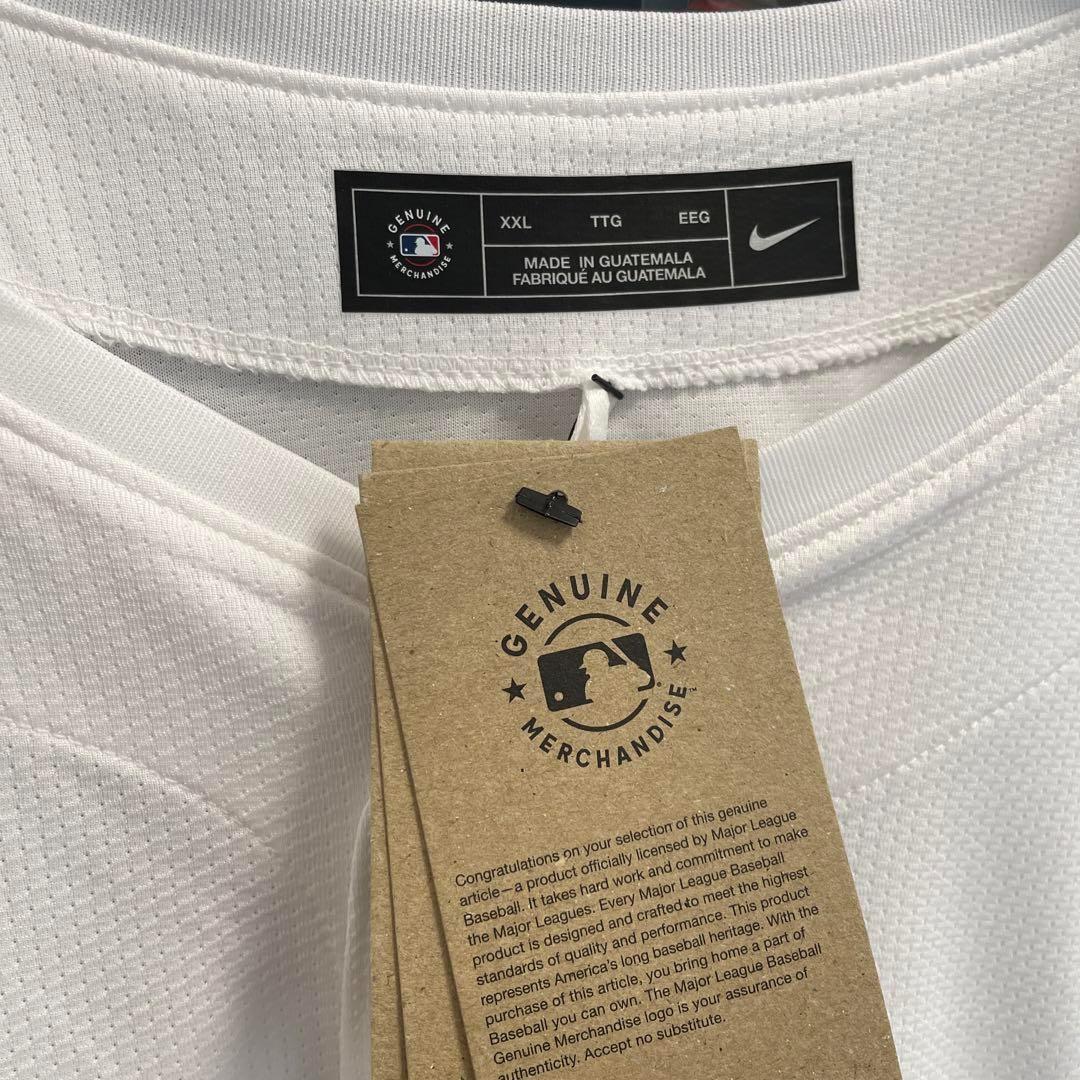 GENUINE
MERCHANDISE
XXL TTG EEG
MADE IN GUATEMALA
FABRIQUÉ AU GUATEMALA
GENUINE
MERCHANDISE™
Congratulations on your selection of this genuine
article—a product officially licensed by Major League
Baseball. It takes hard work and commitment to make
the Major Leagues. Every Major League Baseball
product is designed and crafted to meet the highest
standards of quality and performance. This product
represents America's long baseball heritage. With the
purchase of this article, you bring home a part of
Baseball you can own. The Major League Baseball
Genuine Merchandise logo is your assurance of
authenticity. Accept no substitute.